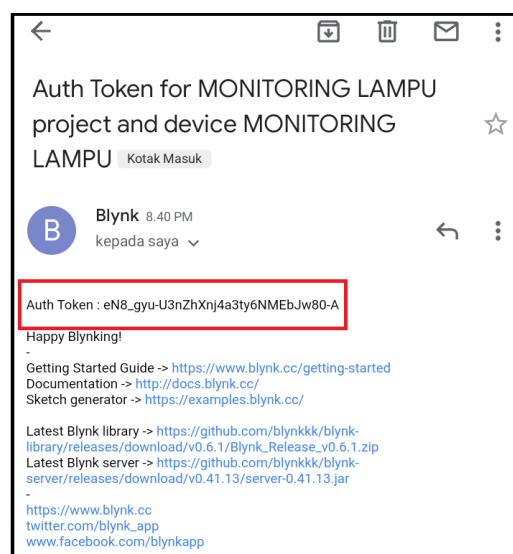 Auth Token for MONITORING LAMPU
project and device MONITORING
LAMPU Kotak Masuk
B
Blynk 8.40 PM
kepada saya
Auth Token : eN8_gyu-U3nZhXnj4a3ty6NMEbJw80-A
Happy Blynking!
-
Getting Started Guide -> https://www.blynk.cc/getting-started
Documentation -> http://docs.blynk.cc/
Sketch generator -> https://examples.blynk.cc/
Latest Blynk library -> https://github.com/blynkkk/blynk-
library/releases/download/v0.6.1/Blynk_Release_v0.6.1.zip
Latest Blynk server -> https://github.com/blynkkk/blynk-
server/releases/download/v0.41.13/server-0.41.13.jar
-
https://www.blynk.cc
twitter.com/blynk_app
www.facebook.com/blynkapp